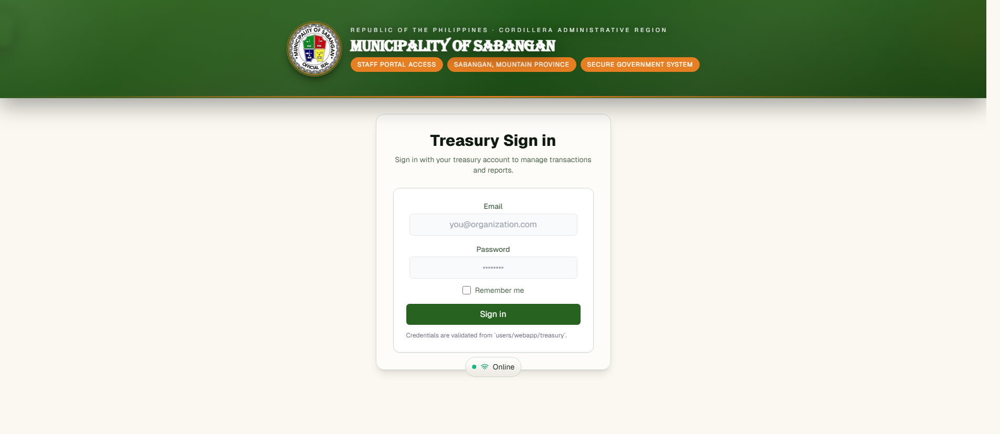 MUNICIPALITY OF SABANGAN
OFFICIAL SEAL
REPUBLIC OF THE PHILIPPINES · CORDILLERA ADMINISTRATIVE REGION
MUNICIPALITY OF SABANGAN
STAFF PORTAL ACCESS
SABANGAN, MOUNTAIN PROVINCE
SECURE GOVERNMENT SYSTEM
Treasury Sign in
Sign in with your treasury account to manage transactions
and reports.
Email
you@organization.com
Password
••••••••
Remember me
Sign in
Credentials are validated from `users/webapp/treasury`.
Online